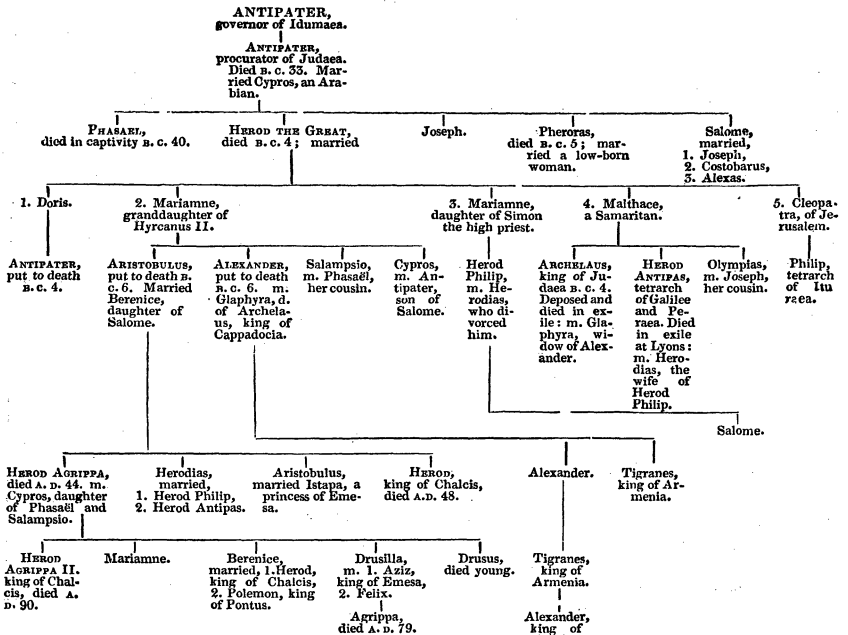 ANTIPATER,
governor of Idumaea.
ANTIPATER,
procurator of Judaea.
Died B. C. 33. Mar-
ried Cypros, an Ara-
bian.
PHASAEL,
died in captivity B. C. 40.
HEROD THE GREAT,
died B. C. 4; married
Joseph.
Pheroras,
died B. C. 5; mar-
ried a low-born
woman.
Salome,
married,
1. Joseph,
2. Costobarus,
3. Alexas.
1. Doris.
2. Mariamne,
granddaughter of
Hyrcanus II.
3. Mariamne,
daughter of Simon
the high priest.
4. Malthace,
a Samaritan.
5. Cleopa-
tra, of Je-
rusalem.
ANTIPATER,
put to death
B. C. 4.
ARISTOBULUS,
put to death B.
C. 6. Married
Berenice,
daughter of
Salome.
ALEXANDER,
put to death
B. C. 6. m.
Glaphyra, d.
of Archela-
us, king of
Cappadocia.
Salampsio,
m. Phasaël,
her cousin.
Cypros,
m. An-
tipater,
son of
Salome.
Herod
Philip,
m. He-
rodias,
who di-
vorced
him.
ARCHELAUS,
king of Ju-
daea B. C. 4.
Deposed and
died in ex-
ile: m. Gla-
phyra, wi-
dow of Alex-
ander.
HEROD
ANTIPAS,
tetrarch
of Galilee
and Pe-
raea. Died
in exile
at Lyons:
m. Hero-
dias, the
wife of
Herod
Philip.
Olympias,
m. Joseph,
her cousin.
Philip,
tetrarch
of Itu
raea.
Salome.
HEROD AGRIPPA,
died A. D. 44. m.
Cypros, daughter
of Phasaël and
Salampsio.
Herodias,
married,
1. Herod Philip,
2. Herod Antipas.
Aristobulus,
married Istapa, a
princess of Eme-
sa.
HEROD,
king of Chalcis,
died A.D. 48.
Alexander.
Tigranes,
king of Ar-
menia.
HEROD
AGRIPPA II.
king of Chal-
cis, died A.
D. 90.
Mariamne.
Berenice,
married, 1. Herod,
king of Chalcis,
2. Polemon, king
of Pontus.
Drusilla,
m. 1. Aziz,
king of Emesa,
2. Felix.
Agrippa,
died A. D. 79.
Drusus,
died young.
Tigranes,
king of
Armenia.
Alexander,
king of